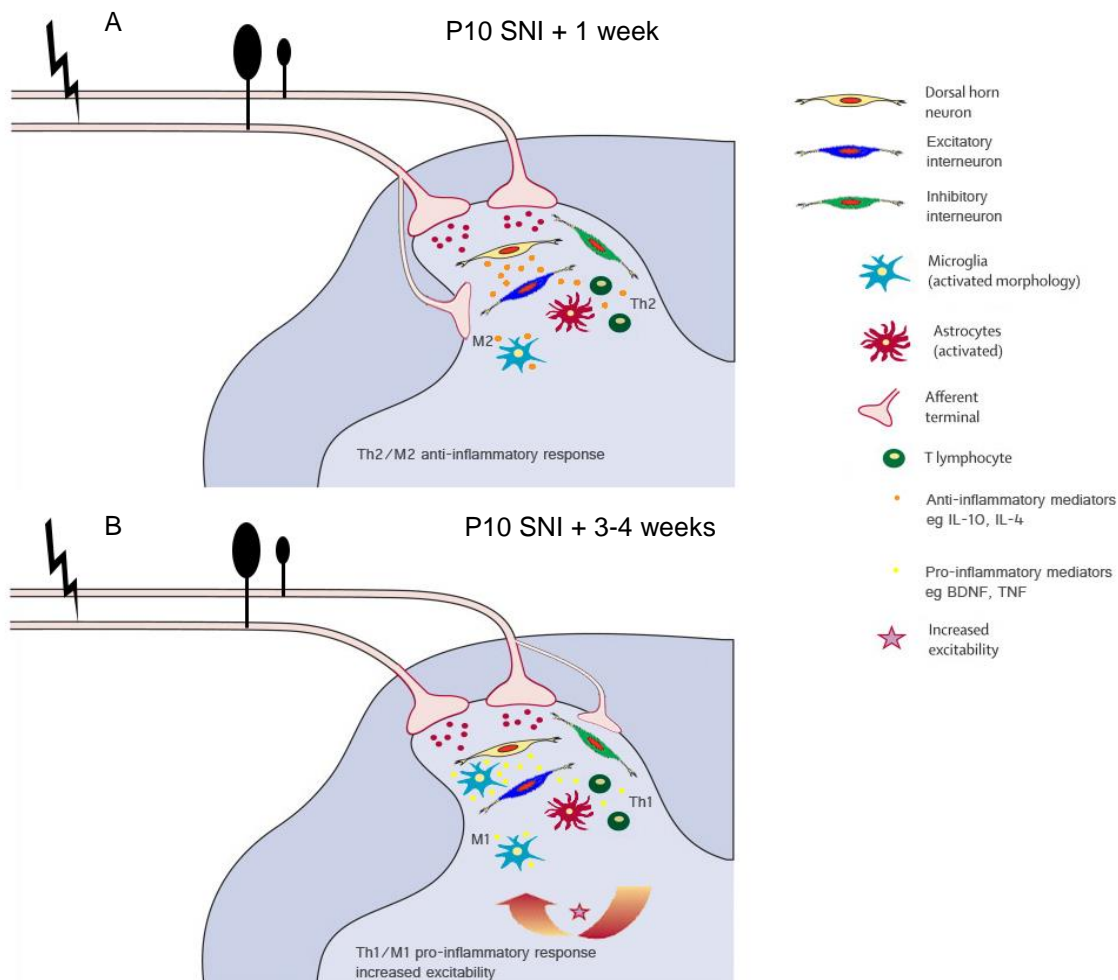 A
P10 SNI + 1 week
Th2
M2
Th2/M2 anti-inflammatory response
B
P10 SNI + 3-4 weeks
Th1
M1
Th1/M1 pro-inflammatory response
increased excitability
Dorsal horn
neuron
Excitatory
interneuron
Inhibitory
interneuron
Microglia
(activated morphology)
Astrocytes
(activated)
Afferent
terminal
T lymphocyte
Anti-inflammatory mediators
eg IL-10, IL-4
Pro-inflammatory mediators
eg BDNF, TNF
Increased
excitability